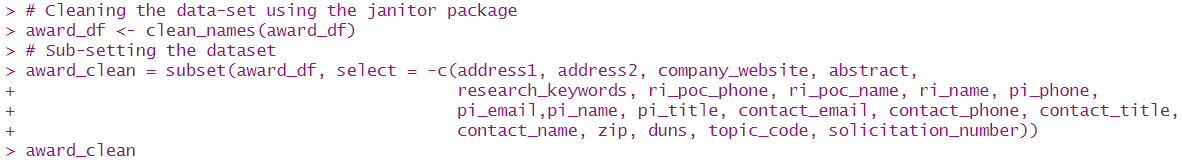 > # Cleaning the data-set using the janitor package
> award_df <- clean_names(award_df)
> # Sub-setting the dataset
> award_clean = subset(award_df, select = -c(address1, address2, company_website, abstract,
+                                            research_keywords, ri_poc_phone, ri_poc_name, ri_name, pi_phone,
+                                            pi_email,pi_name, pi_title, contact_email, contact_phone, contact_title,
+                                            contact_name, zip, duns, topic_code, solicitation_number))
> award_clean